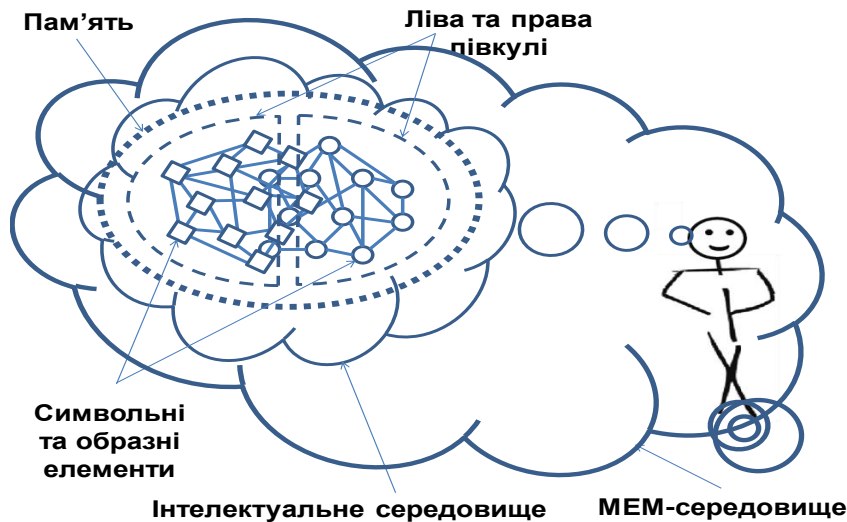 Пам’ять
Ліва та права
півкулі
Символьні
та образні
елементи
Інтелектуальне середовище
МЕМ-середовище